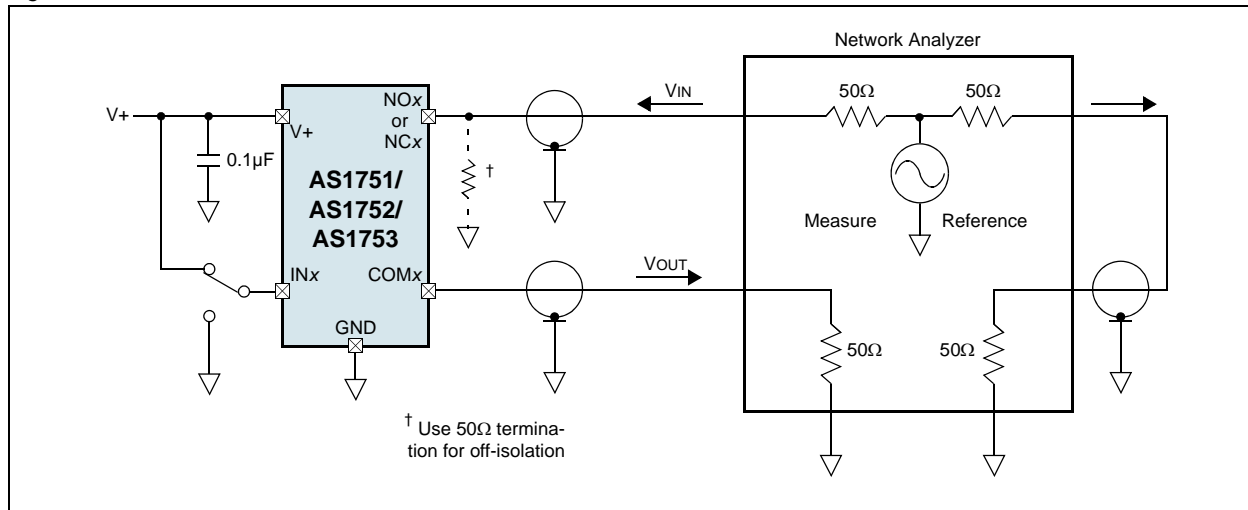 Network Analyzer
V+
V+
NOx
or
NCx
VIN
50Ω
50Ω
0.1µF
†
AS1751/
AS1752/
AS1753
Measure
Reference
INx
COMx
VOUT
GND
50Ω
50Ω
† Use 50Ω termina-
tion for off-isolation